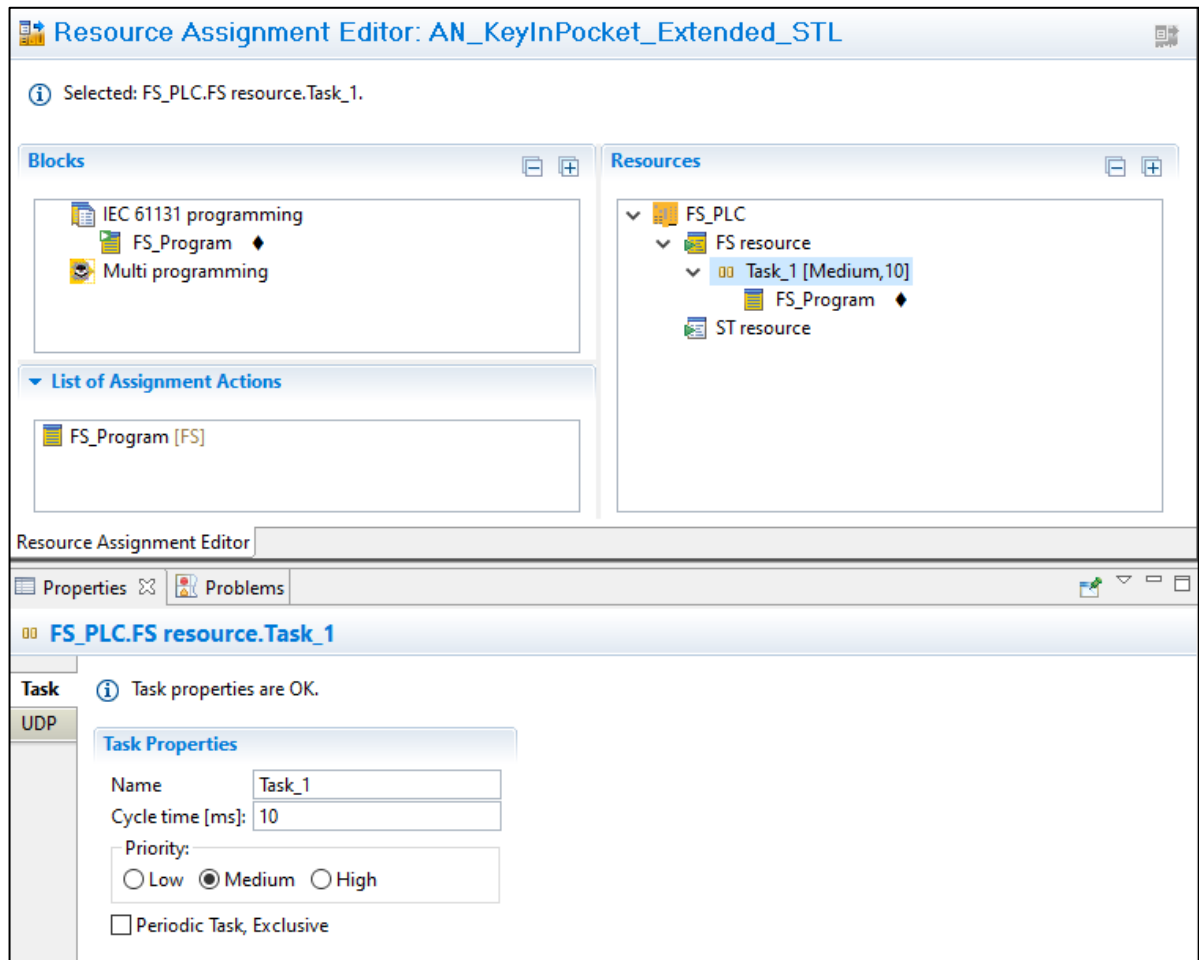 Resource Assignment Editor: AN_KeyInPocket_Extended_STL
Selected: FS_PLC.FS resource.Task_1.
Blocks
IEC 61131 programming
FS_Program ♦
Multi programming
List of Assignment Actions
FS_Program [FS]
Resources
FS_PLC
FS resource
Task_1 [Medium,10]
FS_Program ♦
ST resource
Resource Assignment Editor
Properties Problems
FS_PLC.FS resource.Task_1
Task
UDP
Task properties are OK.
Task Properties
Name Task_1
Cycle time [ms]: 10
Priority:
Low Medium High
Periodic Task, Exclusive